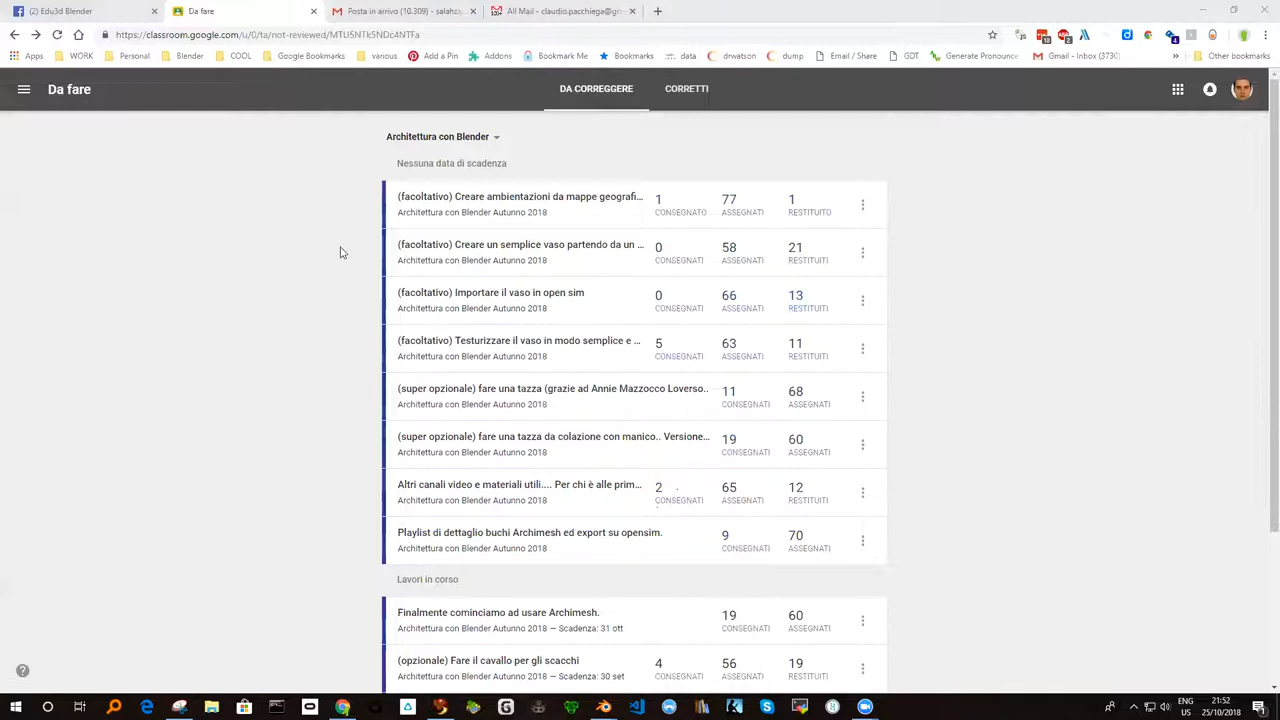 (2) Edu3d Blender
Da fare
Posta in arrivo (10.309) - salahza
All Mail - claudio.pacchiega@gm
https://classroom.google.com/u/0/ta/not-reviewed/MTU5NTk5NDc4NTFa
WORK
Personal
Blender
COOL
Google Bookmarks
various
Add a Pin
Addons
Bookmark Me
Bookmarks
data
drwatson
dump
Email / Share
GDT
Generate Pronounce
Gmail - Inbox (3730)
Other bookmarks
Da fare
DA CORREGGERE
CORRETTI
Architettura con Blender
Nessuna data di scadenza
(facoltativo) Creare ambientazioni da mappe geografi...
1 77 1
Architettura con Blender Autunno 2018
CONSEGNATO ASSEGNATI RESTITUITO
(facoltativo) Creare un semplice vaso partendo da un ...
0 58 21
Architettura con Blender Autunno 2018
CONSEGNATI ASSEGNATI RESTITUITI
(facoltativo) Importare il vaso in open sim
0 66 13
Architettura con Blender Autunno 2018
CONSEGNATI ASSEGNATI RESTITUITI
(facoltativo) Testurizzare il vaso in modo semplice e ...
5 63 11
Architettura con Blender Autunno 2018
CONSEGNATI ASSEGNATI RESTITUITI
(super opzionale) fare una tazza (grazie ad Annie Mazzocco Loverso..
11 68
Architettura con Blender Autunno 2018
CONSEGNATI ASSEGNATI
(super opzionale) fare una tazza da colazione con manico.. Versione...
19 60
Architettura con Blender Autunno 2018
CONSEGNATI ASSEGNATI
Altri canali video e materiali utili.... Per chi è alle prim...
2 65 12
Architettura con Blender Autunno 2018
CONSEGNATI ASSEGNATI RESTITUITI
Playlist di dettaglio buchi Archimesh ed export su opensim.
9 70
Architettura con Blender Autunno 2018
CONSEGNATI ASSEGNATI
Lavori in corso
Finalmente cominciamo ad usare Archimesh.
19 60
Architettura con Blender Autunno 2018 — Scadenza: 31 ott
CONSEGNATI ASSEGNATI
(opzionale) Fare il cavallo per gli scacchi
4 56 19
Architettura con Blender Autunno 2018 — Scadenza: 30 set
CONSEGNATI ASSEGNATI RESTITUITI
ENG
US
21:52
25/10/2018